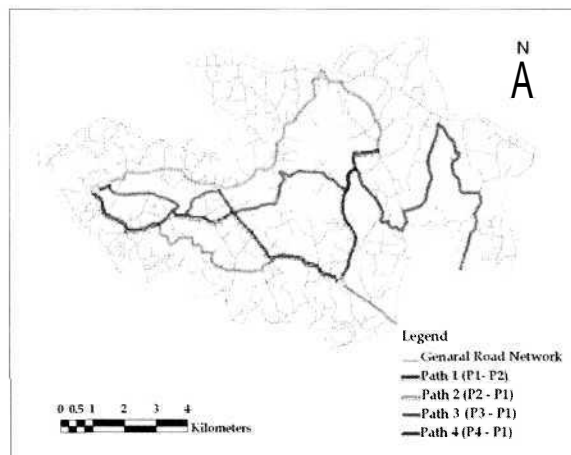 N
A
Legend
Genaral Road Network
Path 1 (P1- P2)
Path 2 (P2 - P1)
Path 3 (P3 - P1)
Path 4 (P4 - P1)
0 0.5 1 2 3 4
Kilometers